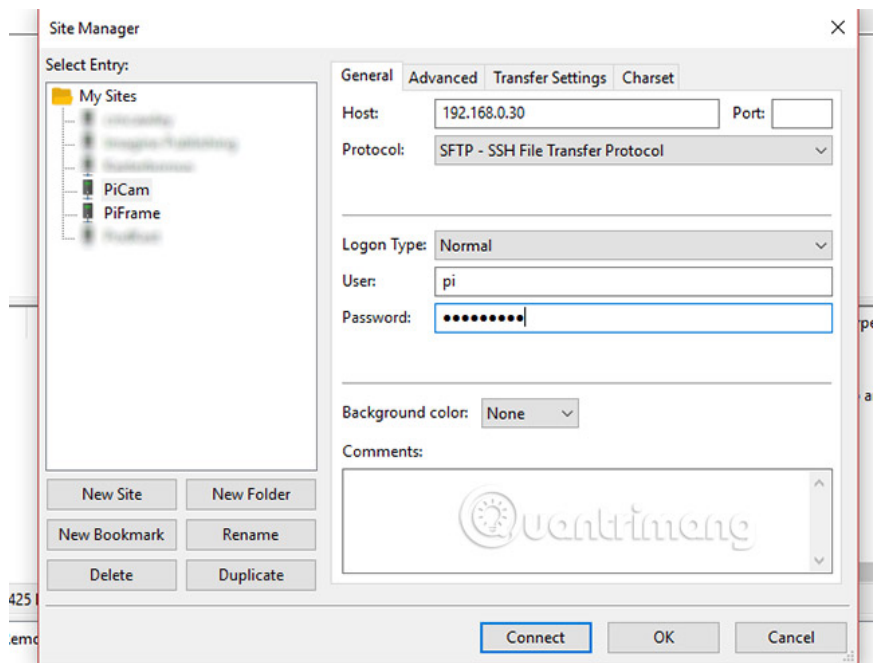 Site Manager
Select Entry:
My Sites
PiCam
PiFrame
New Site
New Folder
New Bookmark
Rename
Delete
Duplicate
General
Advanced
Transfer Settings
Charset
Host:
192.168.0.30
Port:
Protocol:
SFTP - SSH File Transfer Protocol
Logon Type:
Normal
User:
pi
Password:
•••••••••
Background color:
None
Comments:
Quantrimang
Connect
OK
Cancel
425